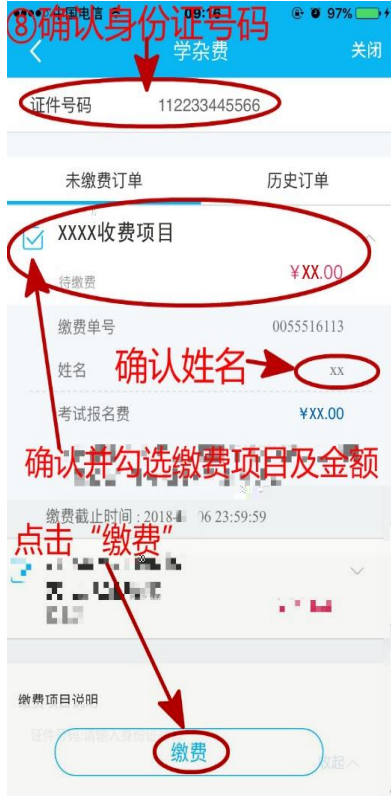 中国电信 09:16 97%
⑧确认身份证号码
学杂费 关闭
证件号码 112233445566
未缴费订单 历史订单
XXXX收费项目
待缴费 ¥XX.00
缴费单号 0055516113
确认姓名
姓名 xx
考试报名费 ¥XX.00
确认并勾选缴费项目及金额
缴费截止时间：2018- 06 23:59:59
点击“缴费”
缴费项目说明
缴费
收起